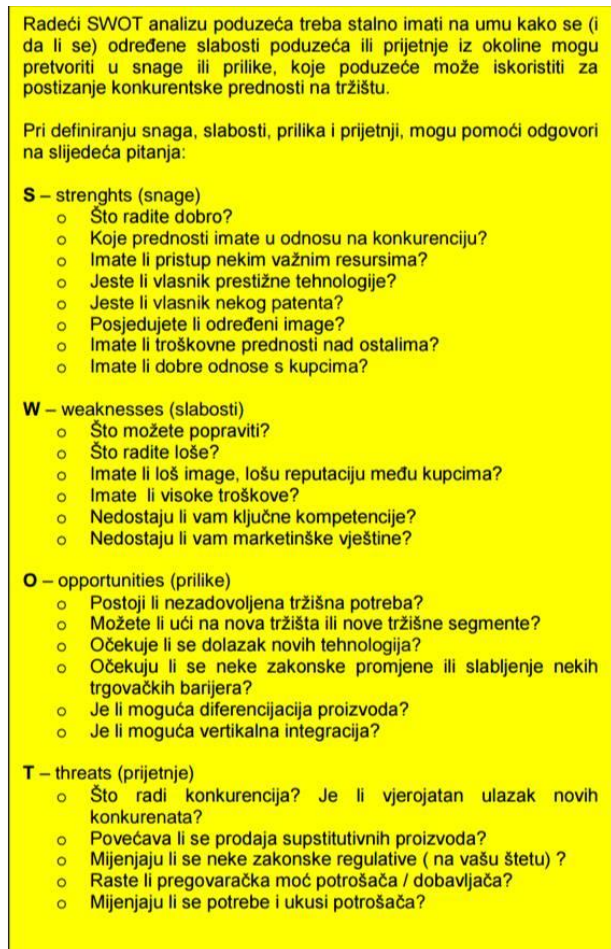 Radeći SWOT analizu poduzeća treba stalno imati na umu kako se (i
da li se) određene slabosti poduzeća ili prijetnje iz okoline mogu
pretvoriti u snage ili prilike, koje poduzeće može iskoristiti za
postizanje konkurentske prednosti na tržištu.
Pri definiranju snaga, slabosti, prilika i prijetnji, mogu pomoći odgovori
na slijedeća pitanja:
S – strenghts (snage)
o Što radite dobro?
o Koje prednosti imate u odnosu na konkurenciju?
o Imate li pristup nekim važnim resursima?
o Jeste li vlasnik prestižne tehnologije?
o Jeste li vlasnik nekog patenta?
o Posjedujete li određeni image?
o Imate li troškovne prednosti nad ostalima?
o Imate li dobre odnose s kupcima?
W – weaknesses (slabosti)
o Što možete popraviti?
o Što radite loše?
o Imate li loš image, lošu reputaciju među kupcima?
o Imate li visoke troškove?
o Nedostaju li vam ključne kompetencije?
o Nedostaju li vam marketinške vještine?
O – opportunities (prilike)
o Postoji li nezadovoljena tržišna potreba?
o Možete li ući na nova tržišta ili nove tržišne segmente?
o Očekuje li se dolazak novih tehnologija?
o Očekuju li se neke zakonske promjene ili slabljenje nekih
trgovačkih barijera?
o Je li moguća diferencijacija proizvoda?
o Je li moguća vertikalna integracija?
T – threats (prijetnje)
o Što radi konkurencija? Je li vjerojatan ulazak novih
konkurenata?
o Povećava li se prodaja supstitutivnih proizvoda?
o Mijenjaju li se neke zakonske regulative ( na vašu štetu) ?
o Raste li pregovaračka moć potrošača / dobavljača?
o Mijenjaju li se potrebe i ukusi potrošača?